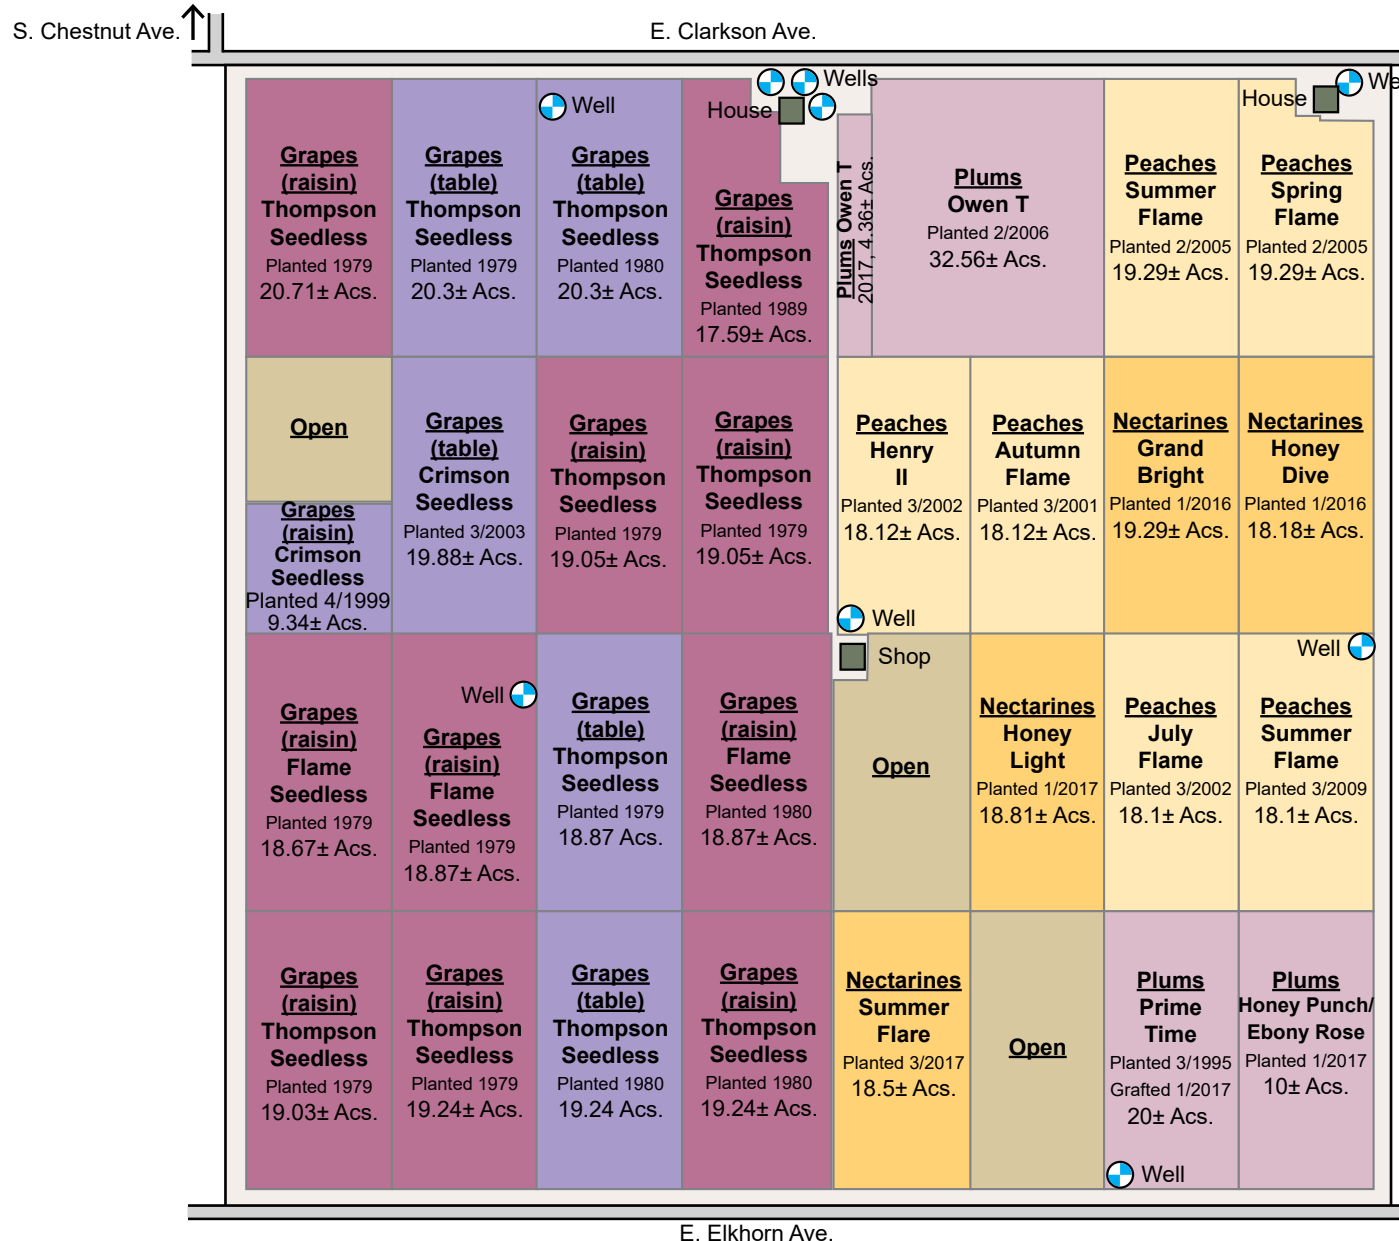 S. Chestnut Ave.
E. Clarkson Ave.
Grapes
(raisin)
Thompson
Seedless
Planted 1979
20.71± Acs.
Grapes
(table)
Thompson
Seedless
Planted 1979
20.3± Acs.
Well
Grapes
(table)
Thompson
Seedless
Planted 1980
20.3± Acs.
Wells
House
Grapes
(raisin)
Thompson
Seedless
Planted 1989
17.59± Acs.
Plums Owen T
2017, 4.36± Acs.
Plums
Owen T
Planted 2/2006
32.56± Acs.
Peaches
Summer
Flame
Planted 2/2005
19.29± Acs.
We
House
Peaches
Spring
Flame
Planted 2/2005
19.29± Acs.
Open
Grapes
(raisin)
Crimson
Seedless
Planted 4/1999
9.34± Acs.
Grapes
(table)
Crimson
Seedless
Planted 3/2003
19.88± Acs.
Grapes
(raisin)
Thompson
Seedless
Planted 1979
19.05± Acs.
Grapes
(raisin)
Thompson
Seedless
Planted 1979
19.05± Acs.
Peaches
Henry
II
Planted 3/2002
18.12± Acs.
Well
Peaches
Autumn
Flame
Planted 3/2001
18.12± Acs.
Nectarines
Grand
Bright
Planted 1/2016
19.29± Acs.
Nectarines
Honey
Dive
Planted 1/2016
18.18± Acs.
Grapes
(raisin)
Flame
Seedless
Planted 1979
18.67± Acs.
Well
Grapes
(raisin)
Flame
Seedless
Planted 1979
18.87± Acs.
Grapes
(table)
Thompson
Seedless
Planted 1979
18.87 Acs.
Grapes
(raisin)
Flame
Seedless
Planted 1980
18.87± Acs.
Shop
Open
Nectarines
Honey
Light
Planted 1/2017
18.81± Acs.
Peaches
July
Flame
Planted 3/2002
18.1± Acs.
Well
Peaches
Summer
Flame
Planted 3/2009
18.1± Acs.
Grapes
(raisin)
Thompson
Seedless
Planted 1979
19.03± Acs.
Grapes
(raisin)
Thompson
Seedless
Planted 1979
19.24± Acs.
Grapes
(table)
Thompson
Seedless
Planted 1980
19.24 Acs.
Grapes
(raisin)
Thompson
Seedless
Planted 1980
19.24± Acs.
Nectarines
Summer
Flare
Planted 3/2017
18.5± Acs.
Open
Plums
Prime
Time
Planted 3/1995
Grafted 1/2017
20± Acs.
Well
Plums
Honey Punch/
Ebony Rose
Planted 1/2017
10± Acs.
E. Elkhorn Ave.